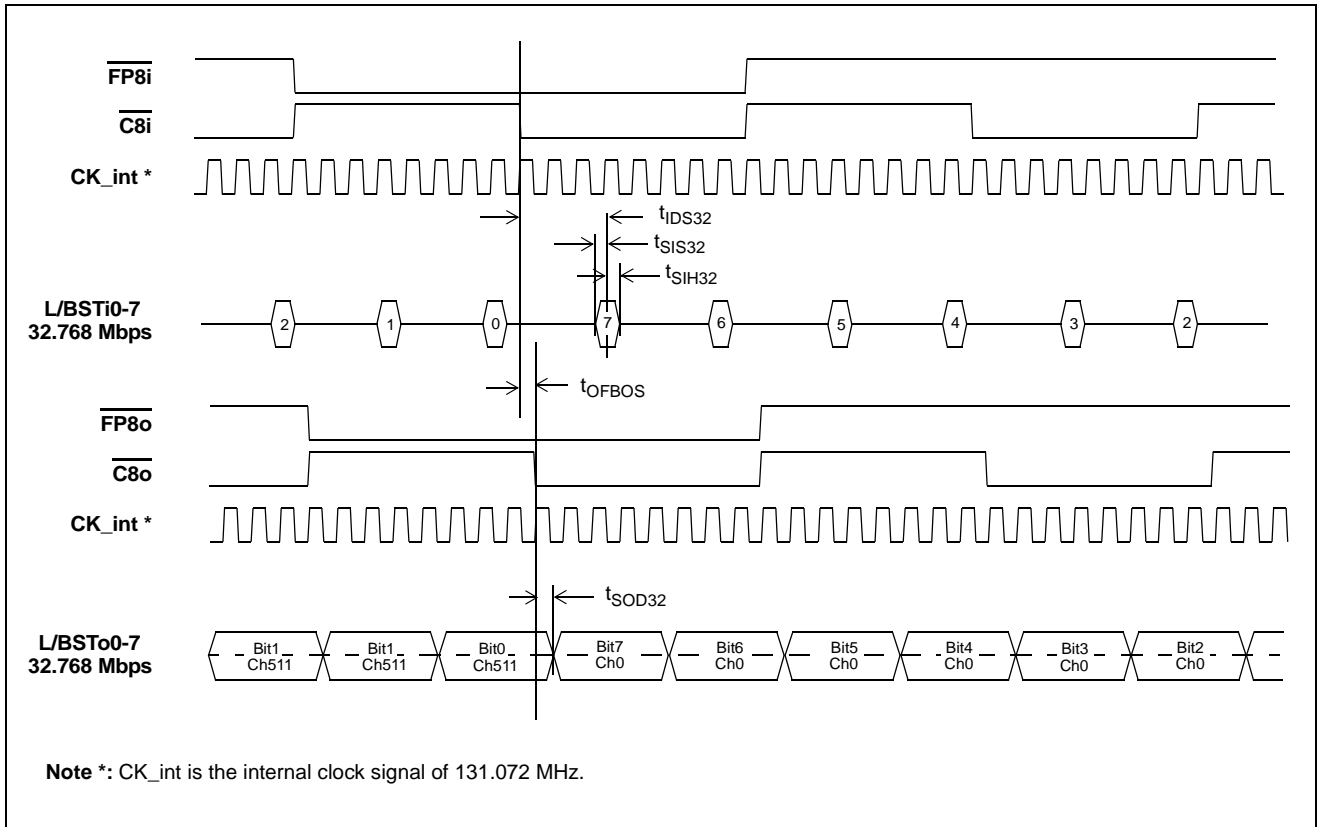 FP8i
C8i
CK_int *
tIDS32
tSIS32
tSIH32
L/BSTi0-7
32.768 Mbps
2 1 0 7 6 5 4 3 2
tOFBOS
FP8o
C8o
CK_int *
tSOD32
L/BSTo0-7
32.768 Mbps
Bit1 Bit1 Bit0 Bit7 Bit6 Bit5 Bit4 Bit3 Bit2
Ch511 Ch511 Ch511 Ch0 Ch0 Ch0 Ch0 Ch0 Ch0
Note *: CK_int is the internal clock signal of 131.072 MHz.